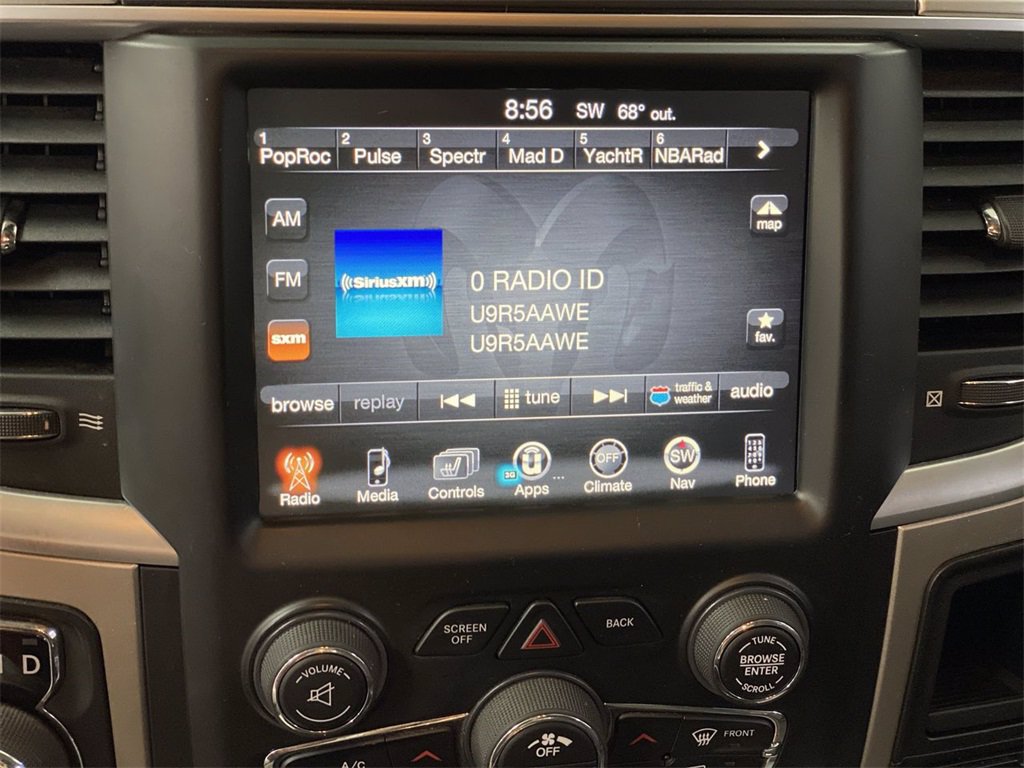 8:56 SW 68° out.
1 2 3 4 5 6
PopRoc Pulse Spectr Mad D YachtR NBARad
AM
map
SiriusXM
FM
0 RADIO ID
U9R5AAWE
U9R5AAWE
sxm
fav.
browse replay tune traffic & weather audio
3G OFF SW
Radio Media Controls Apps ... Climate Nav Phone
SCREEN OFF
BACK
VOLUME
TUNE
BROWSE
ENTER
SCROLL
D
A/C
OFF
FRONT